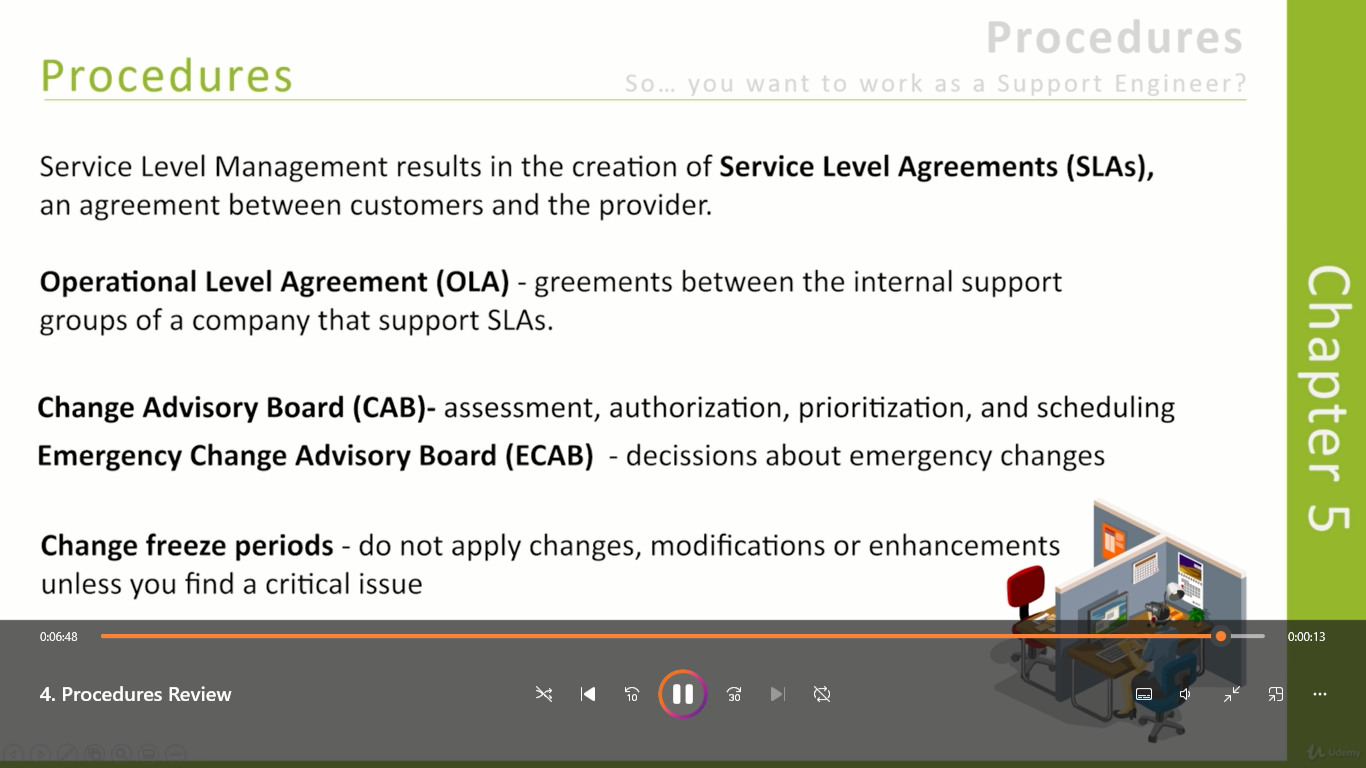 Procedures
So... you want to work as a Support Engineer?
Procedures
Service Level Management results in the creation of Service Level Agreements (SLAs),
an agreement between customers and the provider.
Operational Level Agreement (OLA) - greements between the internal support
groups of a company that support SLAs.
Change Advisory Board (CAB)- assessment, authorization, prioritization, and scheduling
Emergency Change Advisory Board (ECAB) - decissions about emergency changes
Change freeze periods - do not apply changes, modifications or enhancements
unless you find a critical issue
Chapter 5
0:06:48
0:00:13
4. Procedures Review
10
30
Udemy